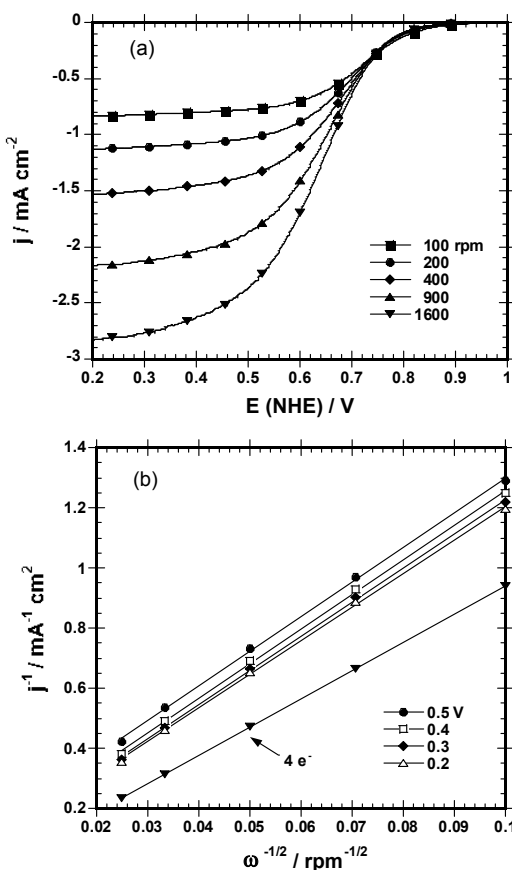 (a)
0
-0.5
-1
-1.5
-2
-2.5
-3
j / mA cm-2
100 rpm
200
400
900
1600
0.2 0.3 0.4 0.5 0.6 0.7 0.8 0.9 1
E (NHE) / V
(b)
1.4
1.2
1
0.8
0.6
0.4
0.2
j-1 / mA-1 cm2
4 e-
0.5 V
0.4
0.3
0.2
0.02 0.03 0.04 0.05 0.06 0.07 0.08 0.09 0.1
ω -1/2 / rpm-1/2